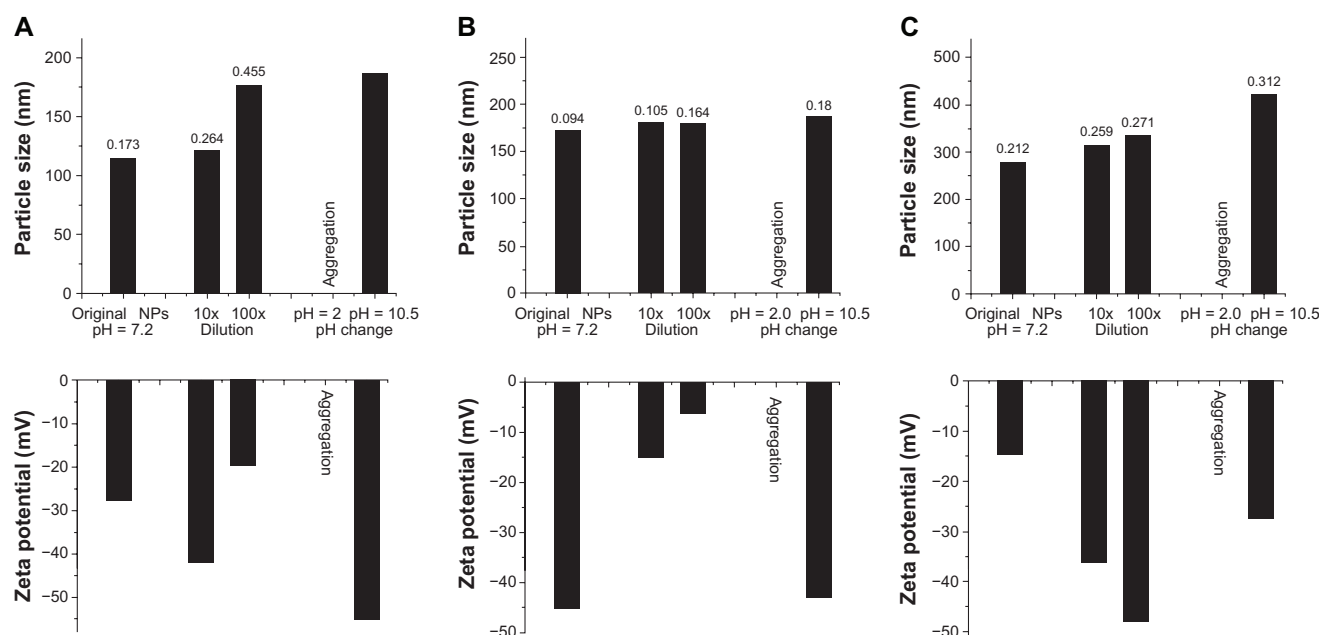 A
Particle size (nm)
200
150
100
50
0
0.173
0.264
0.455
Aggregation
Original NPs 10x 100x pH = 2 pH = 10.5
pH = 7.2 Dilution pH change
B
Particle size (nm)
250
200
150
100
50
0
0.094
0.105
0.164
0.18
Aggregation
Original NPs 10x 100x pH = 2.0 pH = 10.5
pH = 7.2 Dilution pH change
C
Particle size (nm)
500
400
300
200
100
0
0.212
0.259
0.271
0.312
Aggregation
Original NPs 10x 100x pH = 2.0 pH = 10.5
pH = 7.2 Dilution pH change
Zeta potential (mV)
0
−10
−20
−30
−40
−50
Aggregation
Zeta potential (mV)
0
−10
−20
−30
−40
−50
Aggregation
Zeta potential (mV)
0
−10
−20
−30
−40
−50
Aggregation